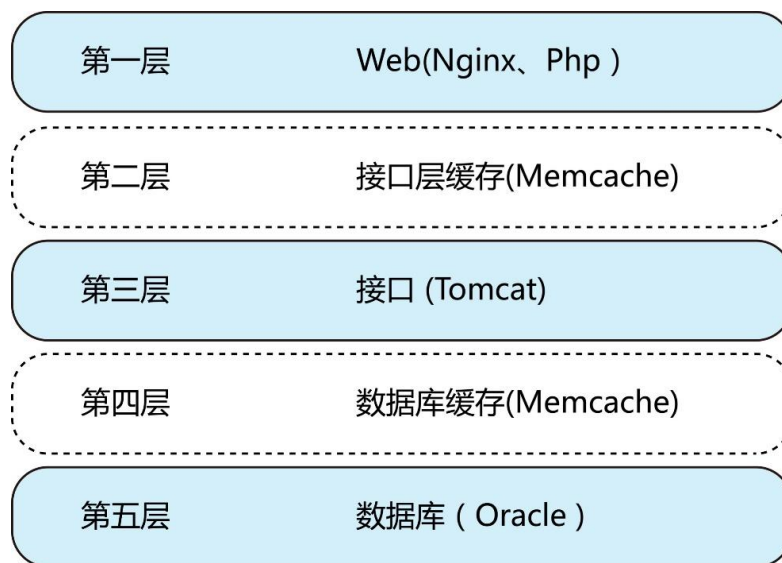 第一层 Web(Nginx、Php )
第二层 接口层缓存(Memcache)
第三层 接口 (Tomcat)
第四层 数据库缓存(Memcache)
第五层 数据库（ Oracle ）